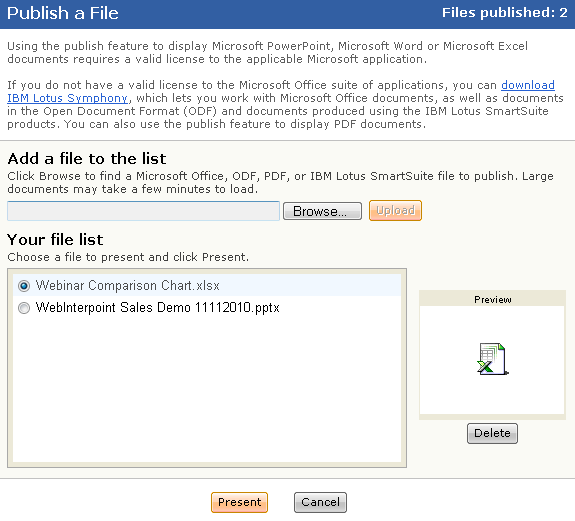 Publish a File
Files published: 2
Using the publish feature to display Microsoft PowerPoint, Microsoft Word or Microsoft Excel
documents requires a valid license to the applicable Microsoft application.
If you do not have a valid license to the Microsoft Office suite of applications, you can download
IBM Lotus Symphony, which lets you work with Microsoft Office documents, as well as documents
in the Open Document Format (ODF) and documents produced using the IBM Lotus SmartSuite
products. You can also use the publish feature to display PDF documents.
Add a file to the list
Click Browse to find a Microsoft Office, ODF, PDF, or IBM Lotus SmartSuite file to publish. Large
documents may take a few minutes to load.
Browse... Upload
Your file list
Choose a file to present and click Present.
Webinar Comparison Chart.xlsx
WebInterpoint Sales Demo 11112010.pptx
Preview
Delete
Present Cancel